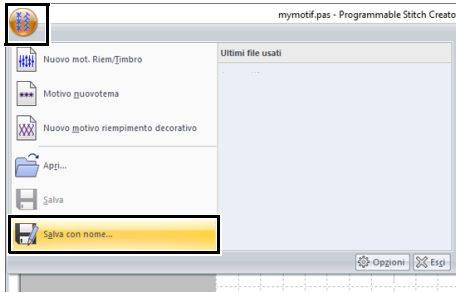 mymotif.pas - Programmable Stitch Creato
Nuovo mot. Riem/Timbro
Ultimi file usati
Motivo nuovotema
Nuovo motivo riempimento decorativo
Apri...
Salva
Salva con nome...
Opzioni
Esci